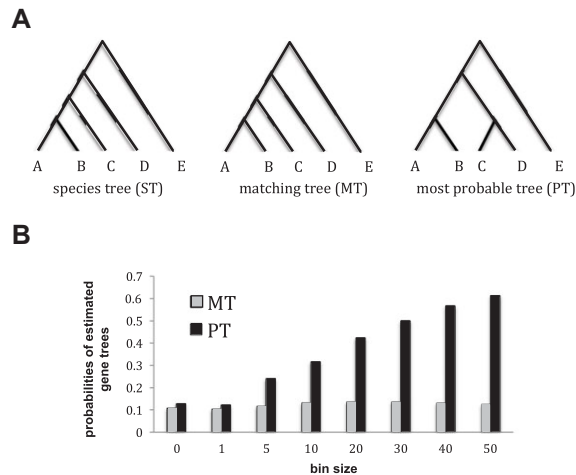 A
A B C D E
species tree (ST)
A B C D E
matching tree (MT)
A B C D E
most probable tree (PT)
B
probabilities of estimated
gene trees
0.7
0.6
0.5
0.4
0.3
0.2
0.1
0
MT
PT
0 1 5 10 20 30 40 50
bin size